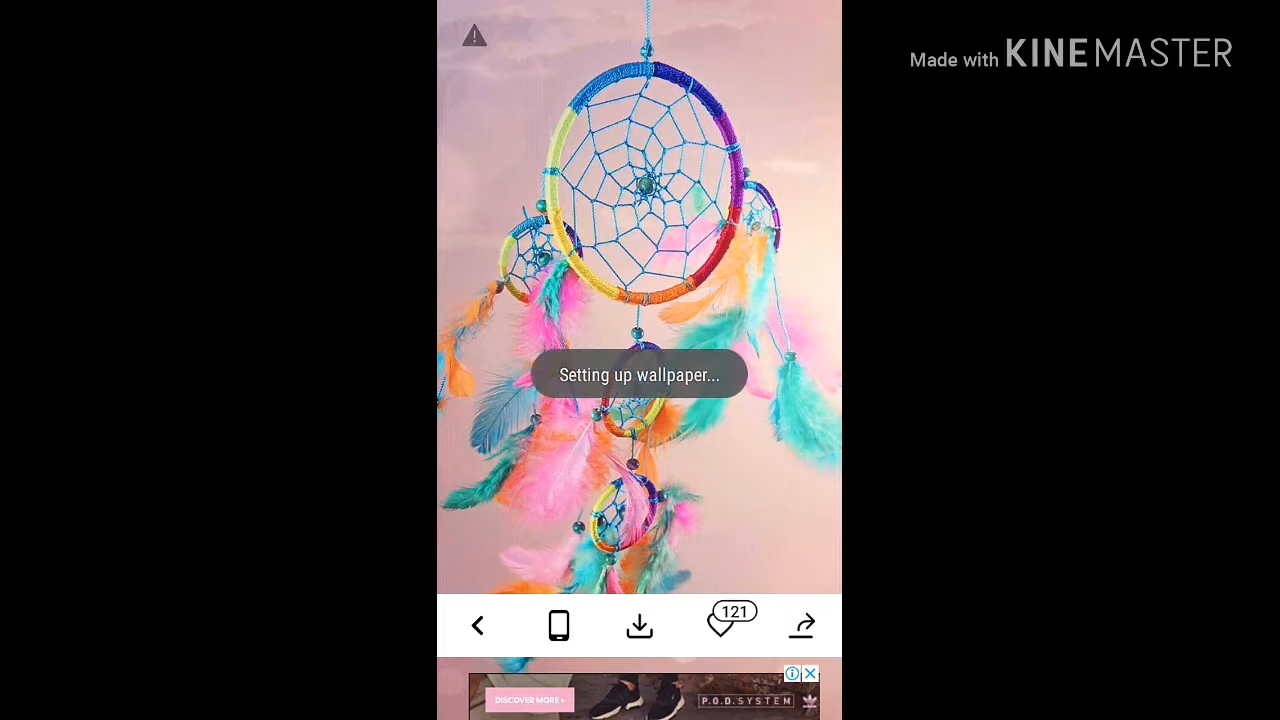 Made with KINEMASTER
Setting up wallpaper...
121
DISCOVER MORE >
P.O.D.SYSTEM